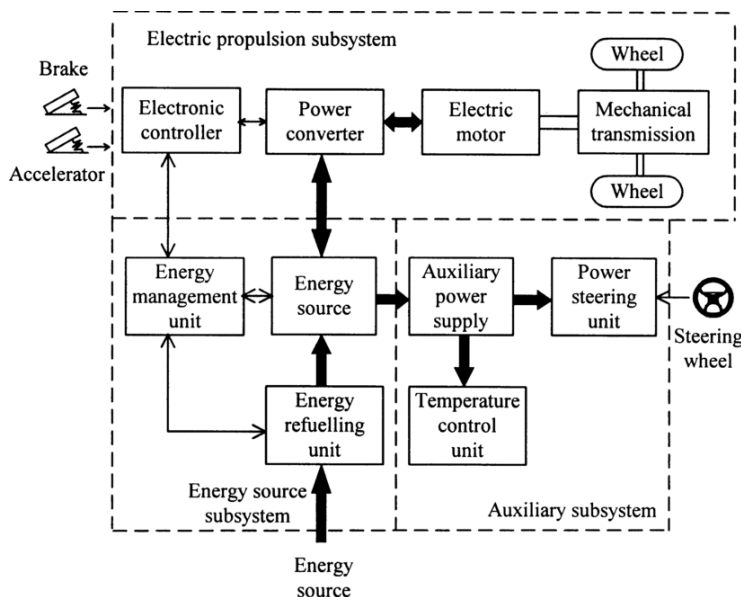 Electric propulsion subsystem
Brake
Accelerator
Electronic
controller
Power
converter
Electric
motor
Mechanical
transmission
Wheel
Wheel
Energy
management
unit
Energy
source
Auxiliary
power
supply
Power
steering
unit
Steering
wheel
Energy
refuelling
unit
Temperature
control
unit
Energy source
subsystem
Auxiliary subsystem
Energy
source